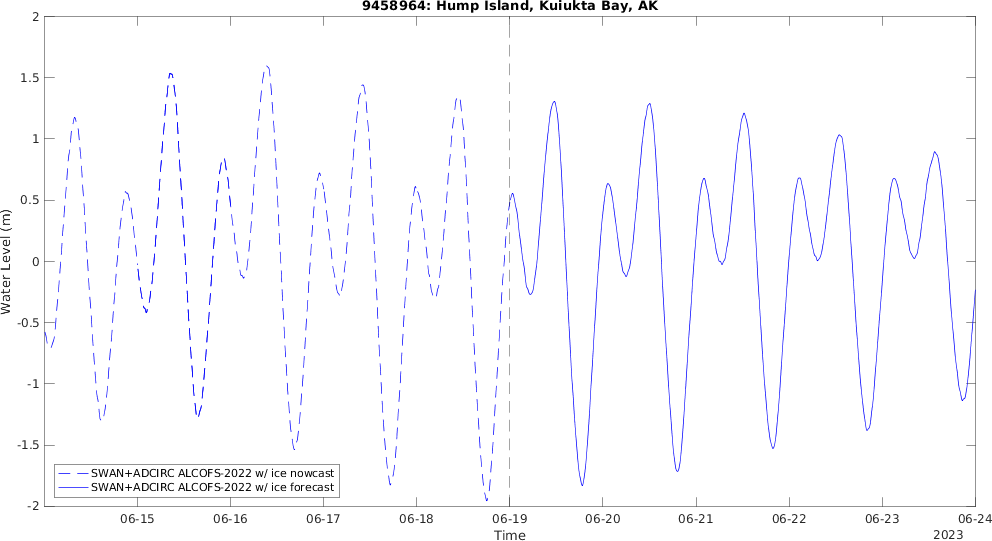 9458964: Hump Island, Kuiukta Bay, AK
2
1.5
1
0.5
0
-0.5
-1
-1.5
-2
Water Level (m)
SWAN+ADCIRC ALCOFS-2022 w/ ice nowcast
SWAN+ADCIRC ALCOFS-2022 w/ ice forecast
06-15 06-16 06-17 06-18 06-19 06-20 06-21 06-22 06-23 06-24
Time
2023